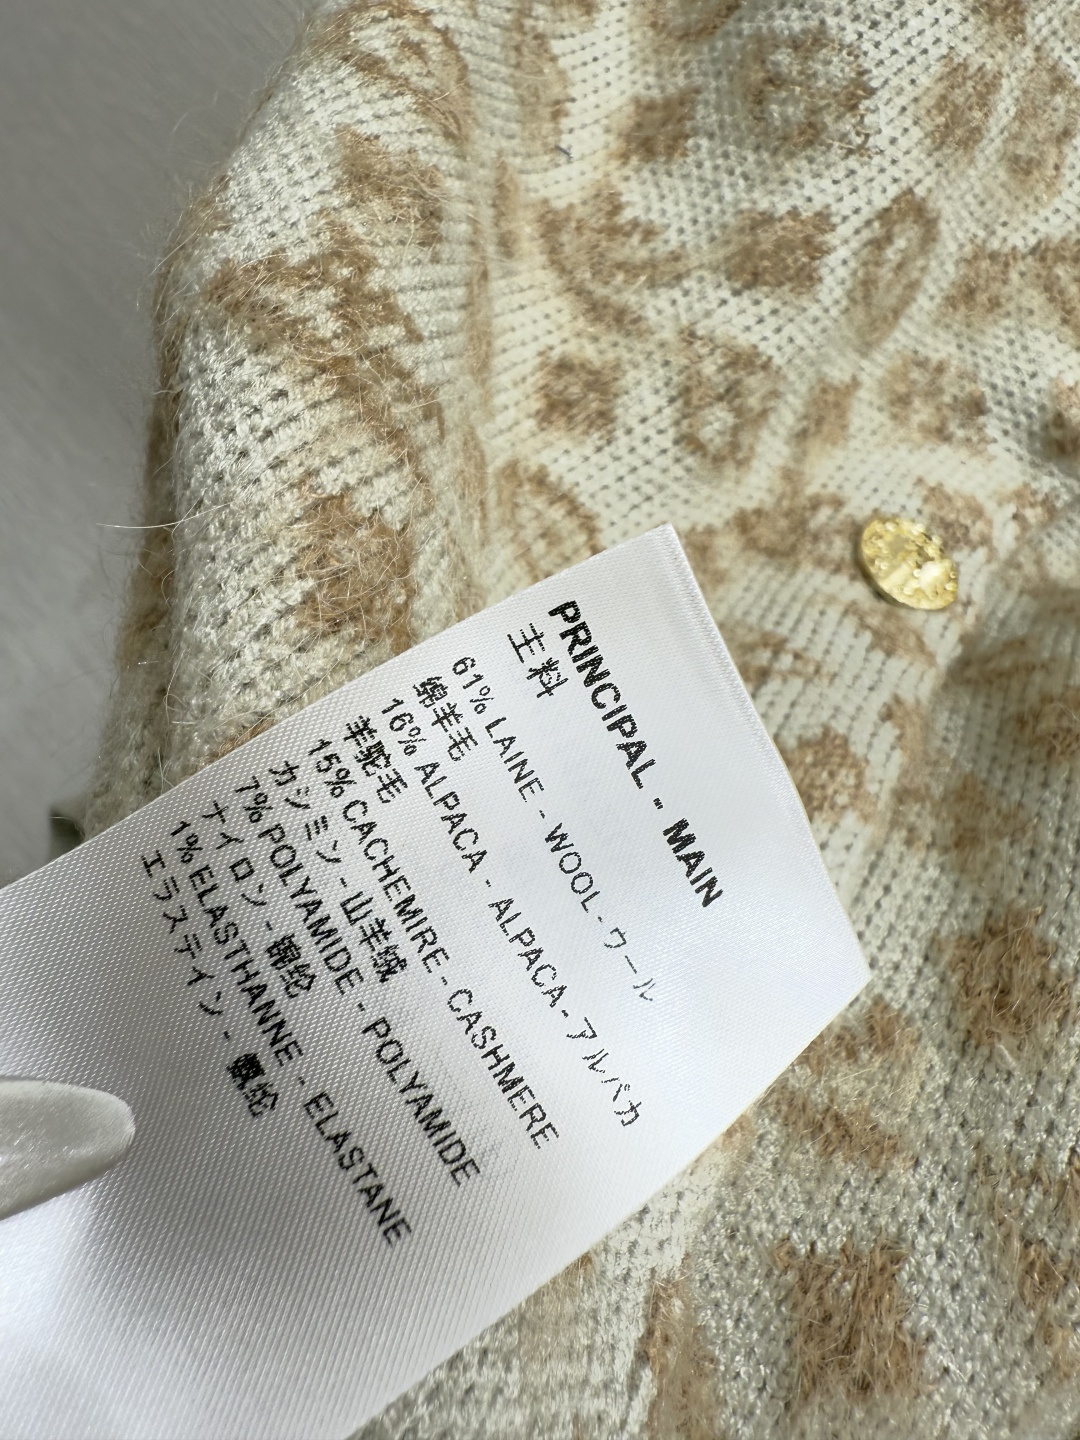 PRINCIPAL - MAIN
主料
61% LAINE - WOOL - ウール
绵羊毛
16% ALPACA - ALPACA - アルパカ
羊驼毛
15% CACHEMIRE - CASHMERE
カシミン - 山羊绒
7% POLYAMIDE - POLYAMIDE
ナイロン - 锦纶
1% ELASTHANNE - ELASTANE
エラステイン - 氨纶